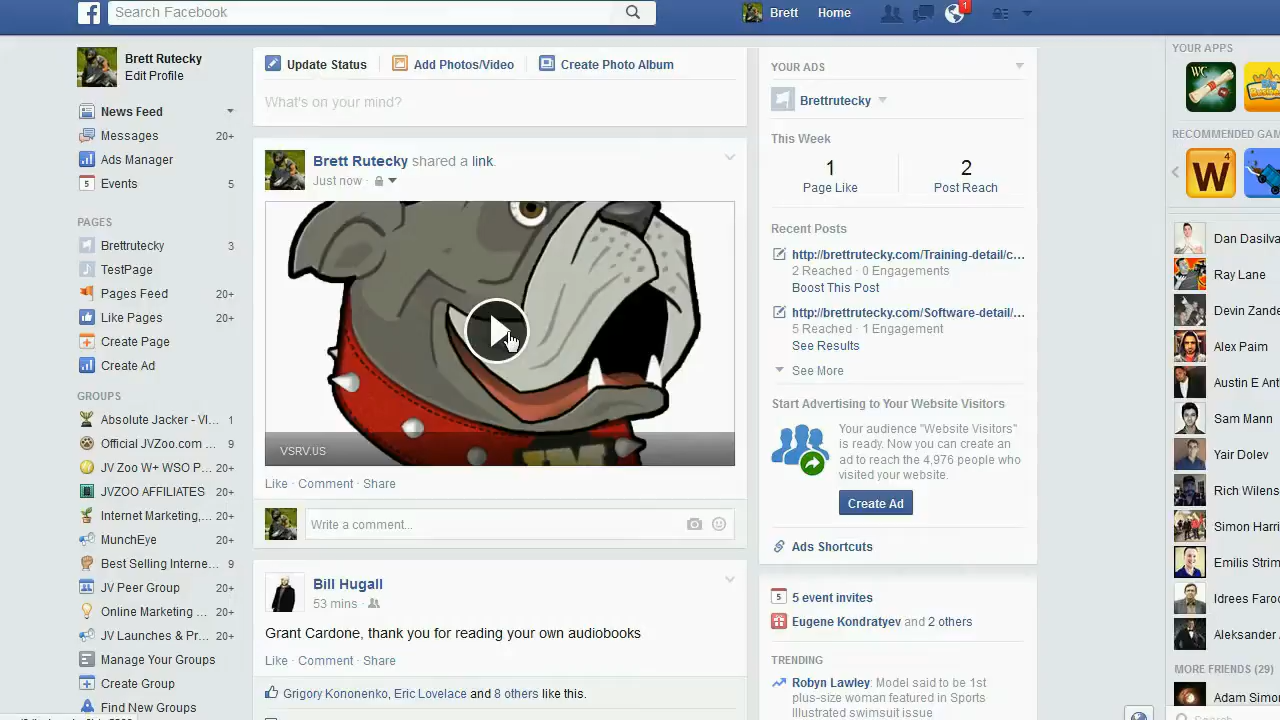 Search Facebook
Brett
Home
1
Brett Rutecky
Edit Profile
News Feed
Messages 20+
Ads Manager
Events 5
PAGES
Brettrutecky 3
TestPage
Pages Feed 20+
Like Pages 20+
Create Page
Create Ad
GROUPS
Absolute Jacker - VI... 1
Official JVZoo.com ... 9
JV Zoo W+ WSO P... 20+
JVZOO AFFILIATES 20+
Internet Marketing,... 20+
MunchEye 20+
Best Selling Interne... 9
JV Peer Group 20+
Online Marketing ... 20+
JV Launches & Pr... 20+
Manage Your Groups
Create Group
Find New Groups
Update Status
Add Photos/Video
Create Photo Album
What's on your mind?
Brett Rutecky shared a link.
Just now
VSRV.US
Like · Comment · Share
Write a comment...
Bill Hugall
53 mins
Grant Cardone, thank you for reading your own audiobooks
Like · Comment · Share
Grigory Kononenko, Eric Lovelace and 8 others like this.
YOUR ADS
Brettrutecky
This Week
1
Page Like
2
Post Reach
Recent Posts
http://brettrutecky.com/Training-detail/c...
2 Reached · 0 Engagements
Boost This Post
http://brettrutecky.com/Software-detail/...
5 Reached · 1 Engagement
See Results
See More
Start Advertising to Your Website Visitors
Your audience "Website Visitors"
is ready. Now you can create an
ad to reach the 4,976 people who
visited your website.
Create Ad
Ads Shortcuts
5 5 event invites
Eugene Kondratyev and 2 others
TRENDING
Robyn Lawley: Model said to be 1st
plus-size woman featured in Sports
Illustrated swimsuit issue
YOUR APPS
WC
RECOMMENDED GAM
W
4
Dan Dasilva
Ray Lane
Devin Zander
Alex Paim
Austin E Ant
Sam Mann
Yair Dolev
Rich Wilens
Simon Harri
Emilis Strim
Idrees Faroo
Aleksander
MORE FRIENDS (29)
Adam Simo
Search